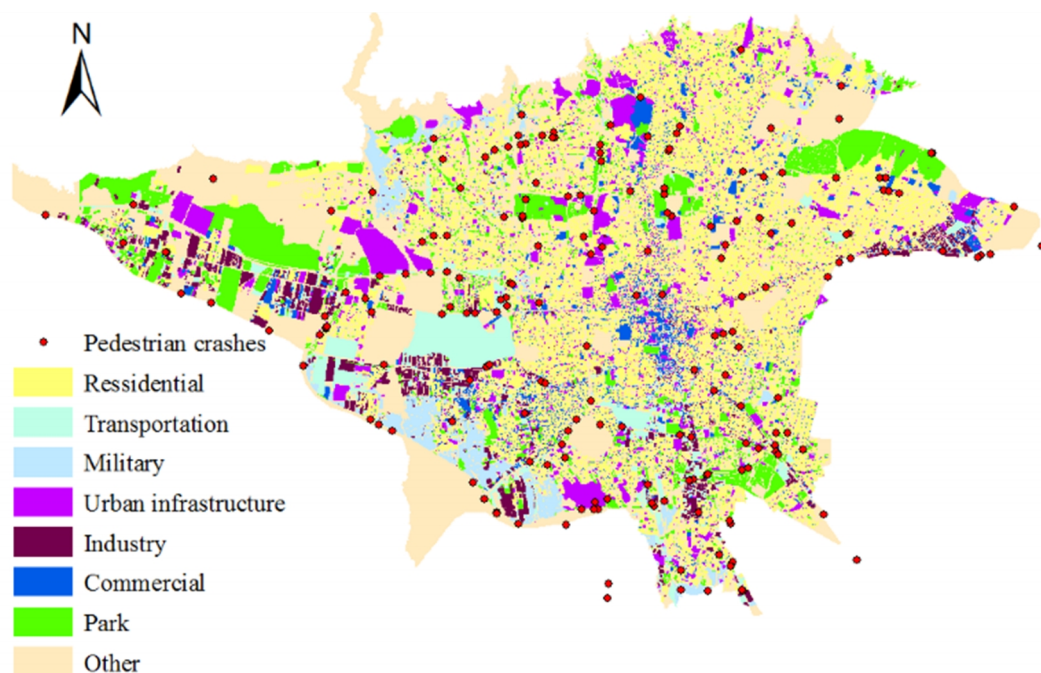 N
Pedestrian crashes
Ressidential
Transportation
Military
Urban infrastructure
Industry
Commercial
Park
Other